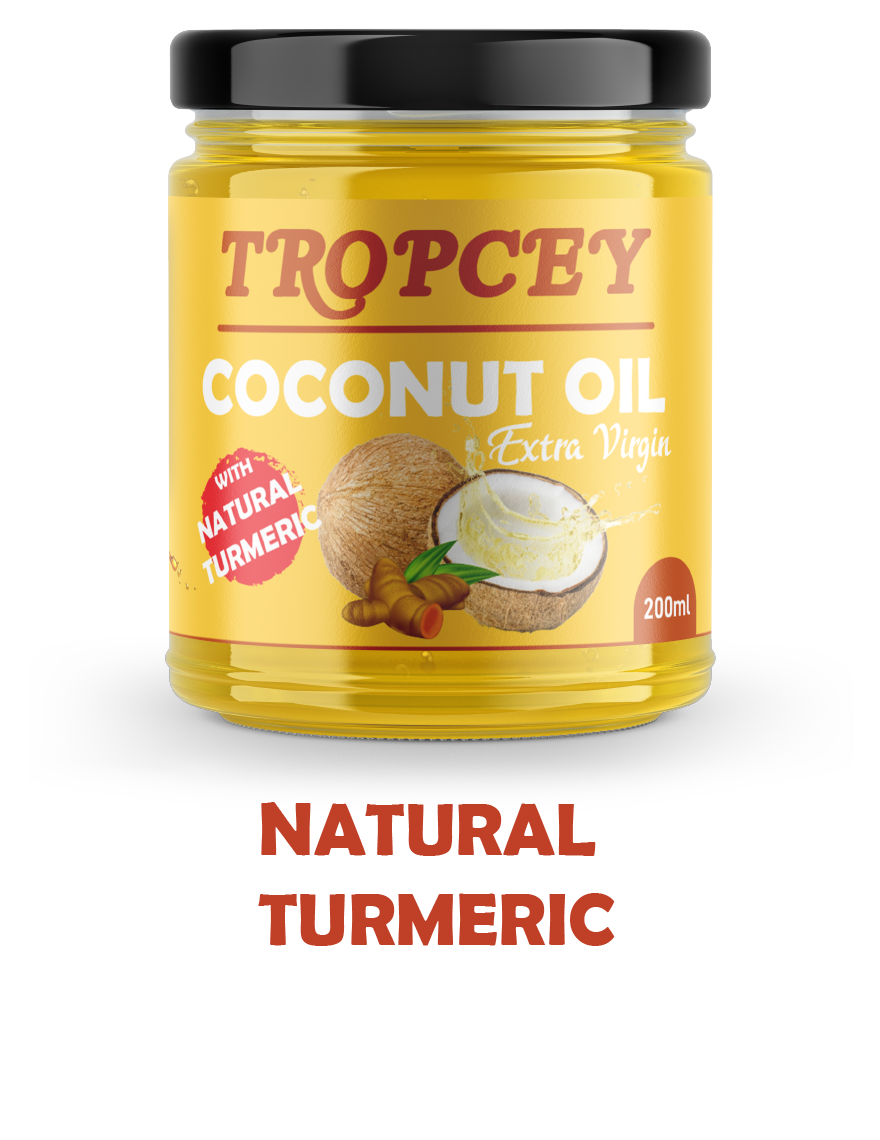 TROPCEY
COCONUT OIL
Extra Virgin
WITH
NATURAL
TURMERIC
200ml
NATURAL
TURMERIC